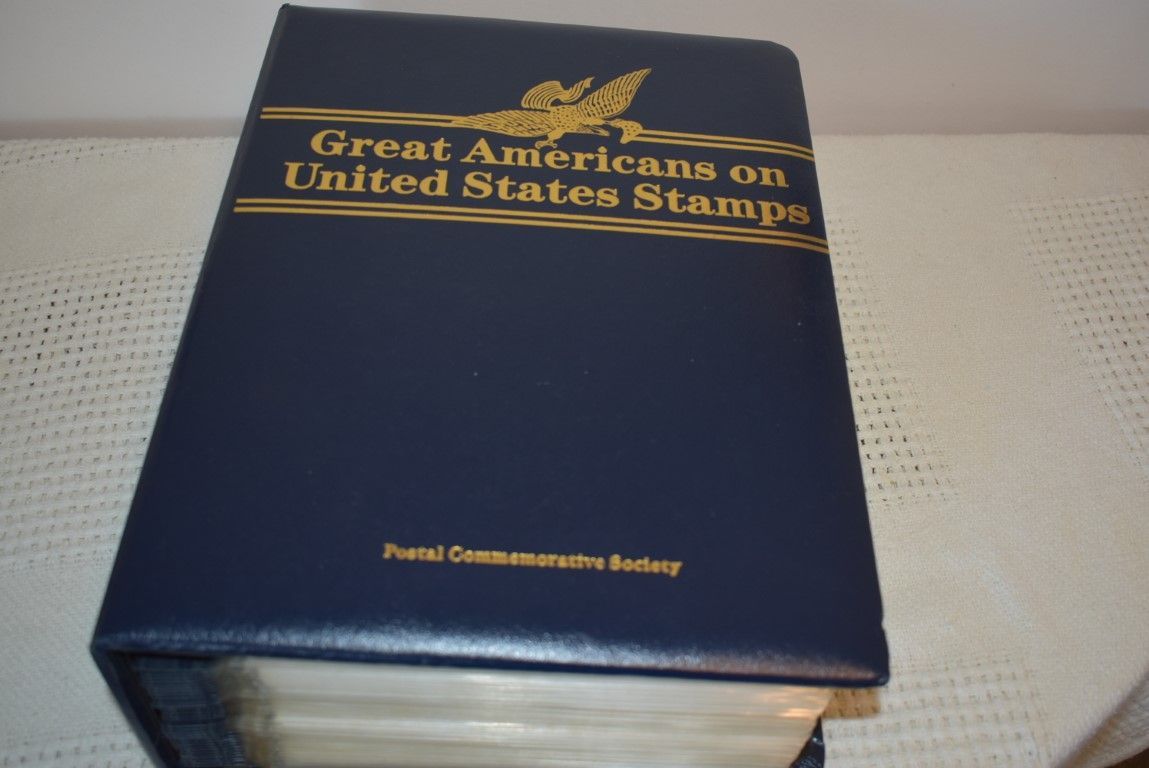 Great Americans on
United States Stamps
Postal Commemorative Society